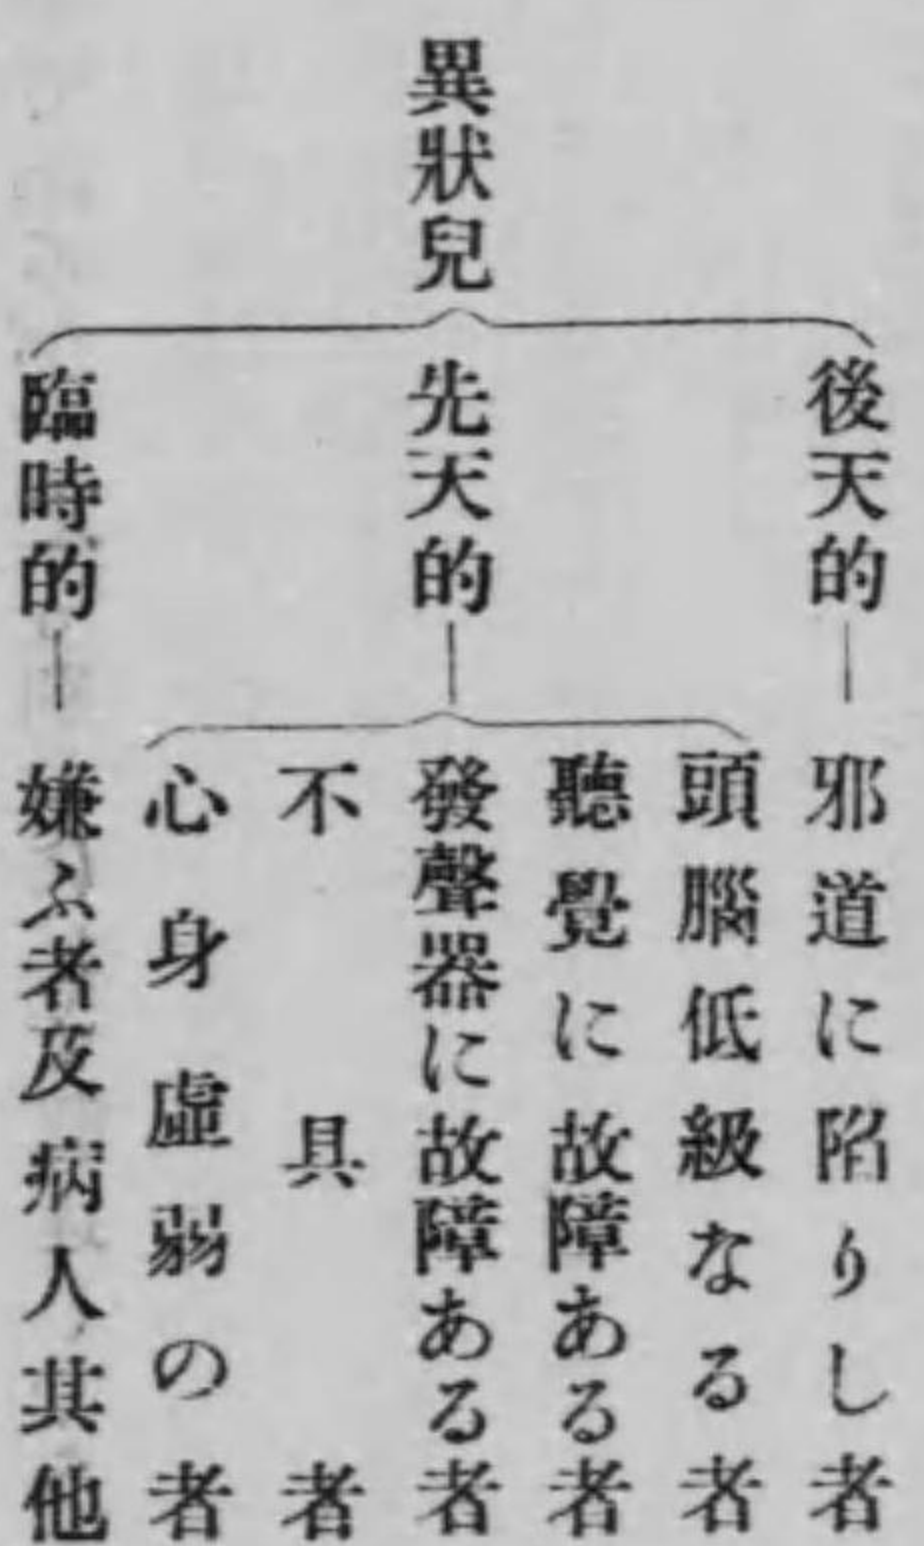 異狀兒
後天的
邪道に陷りし者
先天的
頭腦低級なる者
聽覺に故障ある者
發聲器に故障ある者
不具者
心身虛弱の者
臨時的
嫌ふ者及病人其他